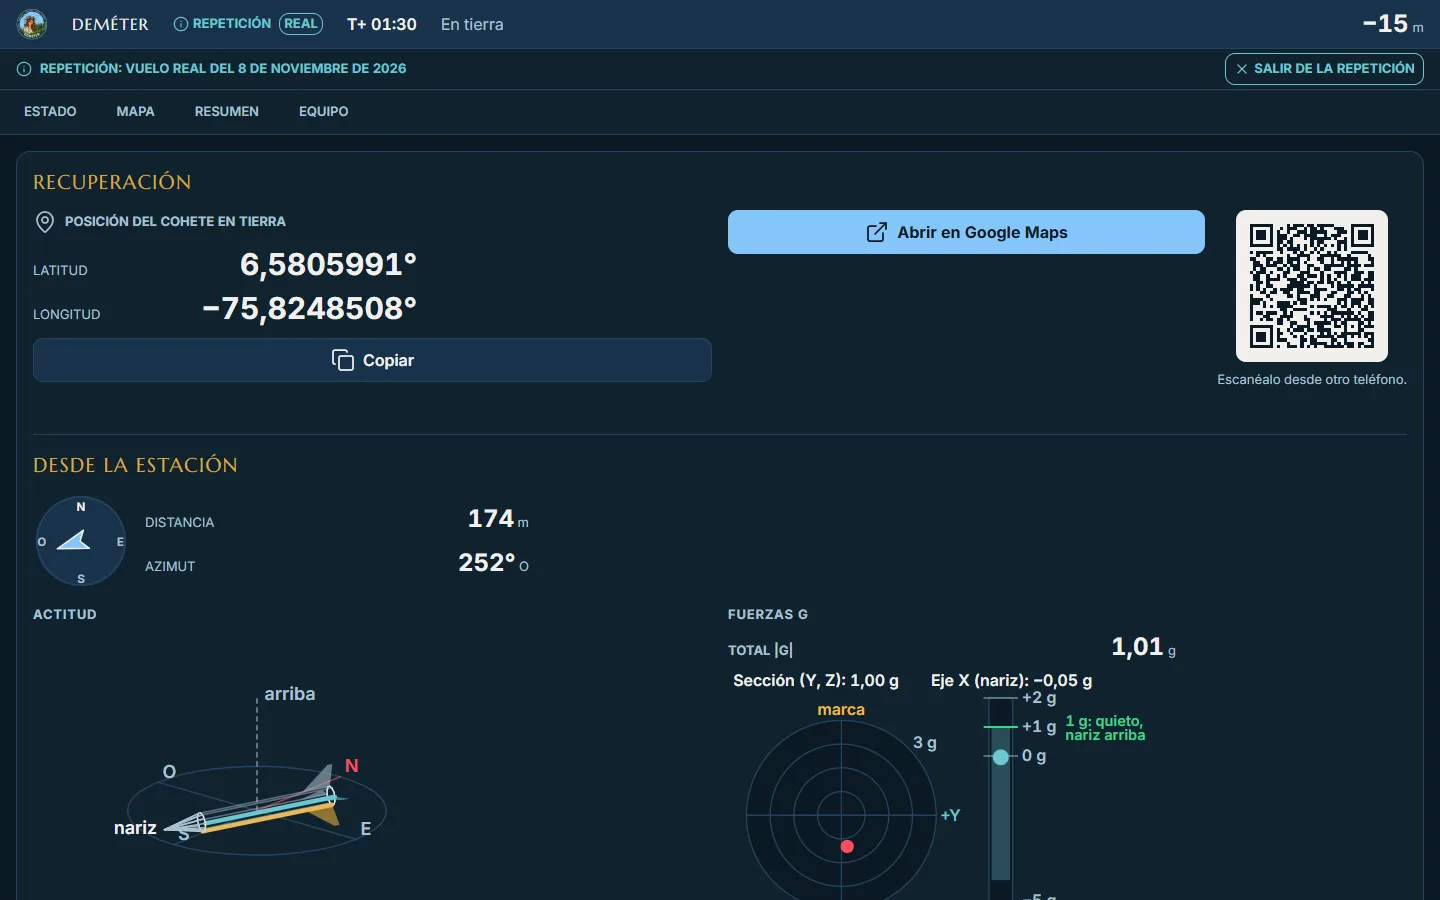 DEMÉTER
REPETICIÓN REAL
T+ 01:30
En tierra
−15 m
REPETICIÓN: VUELO REAL DEL 8 DE NOVIEMBRE DE 2026
SALIR DE LA REPETICIÓN
ESTADO
MAPA
RESUMEN
EQUIPO
RECUPERACIÓN
POSICIÓN DEL COHETE EN TIERRA
LATITUD 6,5805991°
LONGITUD −75,8248508°
Copiar
Abrir en Google Maps
Escanéalo desde otro teléfono.
DESDE LA ESTACIÓN
N
O E
S
DISTANCIA 174 m
AZIMUT 252° O
ACTITUD
arriba
O
N
nariz
S
E
FUERZAS G
TOTAL |G| 1,01 g
Sección (Y, Z): 1,00 g
marca
3 g
+Y
Eje X (nariz): −0,05 g
+2 g
+1 g
1 g: quieto,
nariz arriba
0 g
−5 g